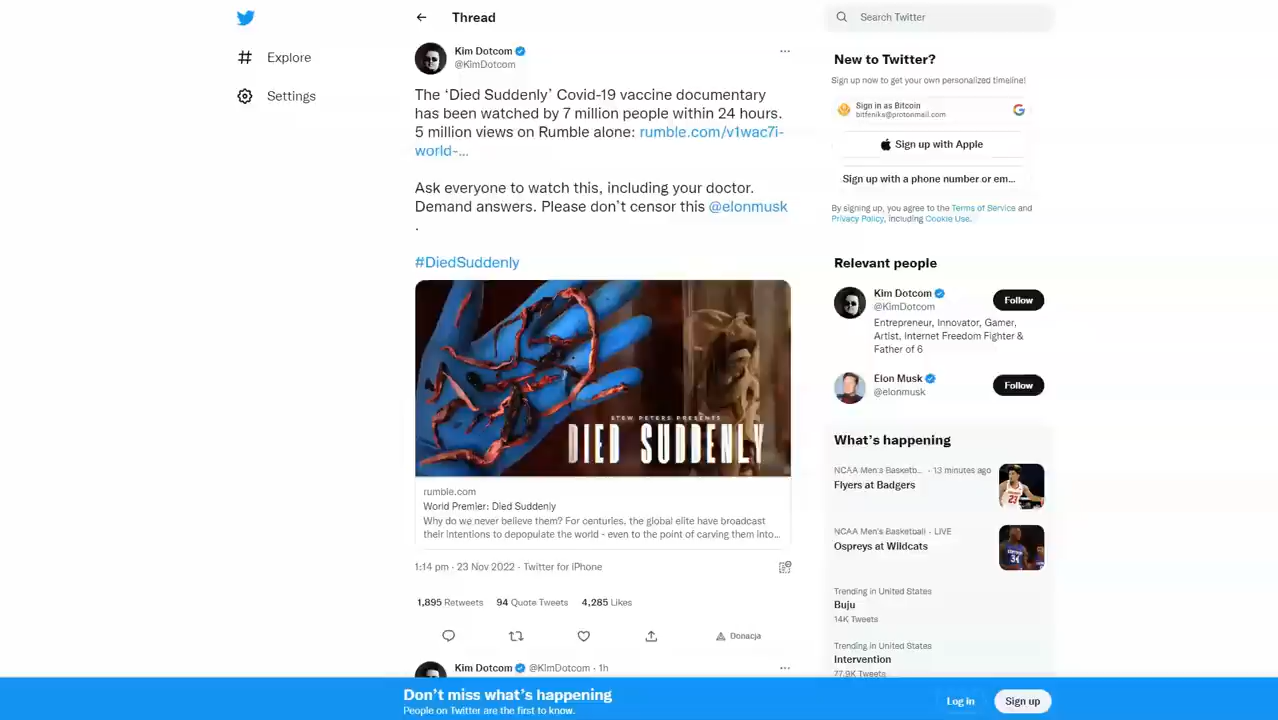 Thread
Search Twitter
Explore
Settings
Kim Dotcom
@KimDotcom
The ‘Died Suddenly’ Covid-19 vaccine documentary
has been watched by 7 million people within 24 hours.
5 million views on Rumble alone: rumble.com/v1wac7i-
world-...
Ask everyone to watch this, including your doctor.
Demand answers. Please don’t censor this @elonmusk
.
#DiedSuddenly
STEW PETERS PRESENTS
DIED SUDDENLY
rumble.com
World Premier: Died Suddenly
Why do we never believe them? For centuries, the global elite have broadcast
their intentions to depopulate the world - even to the point of carving them into...
1:14 pm · 23 Nov 2022 · Twitter for iPhone
1,895 Retweets 94 Quote Tweets 4,285 Likes
Donacja
Kim Dotcom @KimDotcom · 1h
New to Twitter?
Sign up now to get your own personalized timeline!
Sign in as Bitcoin
bitfeniks@protonmail.com
Sign up with Apple
Sign up with a phone number or em...
By signing up, you agree to the Terms of Service and
Privacy Policy, including Cookie Use.
Relevant people
Kim Dotcom
@KimDotcom
Follow
Entrepreneur, Innovator, Gamer,
Artist, Internet Freedom Fighter &
Father of 6
Elon Musk
@elonmusk
Follow
What’s happening
NCAA Men's Basketb... · 13 minutes ago
Flyers at Badgers
NCAA Men's Basketball · LIVE
Ospreys at Wildcats
Trending in United States
Buju
14K Tweets
Trending in United States
Intervention
77.9K Tweets
Don’t miss what’s happening
People on Twitter are the first to know.
Log in
Sign up